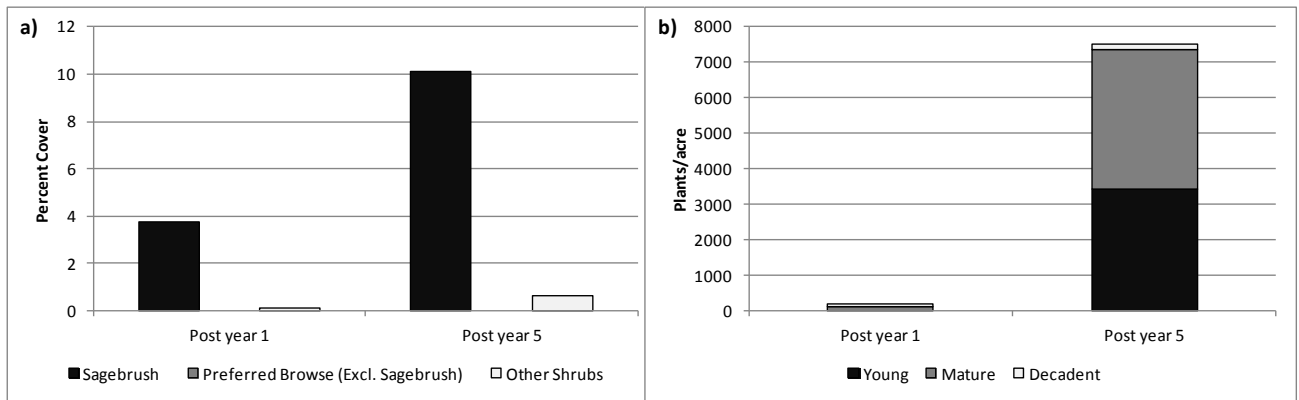 a)
Percent Cover
12
10
8
6
4
2
0
Post year 1
Post year 5
Sagebrush
Preferred Browse (Excl. Sagebrush)
Other Shrubs
b)
Plants/acre
8000
7000
6000
5000
4000
3000
2000
1000
0
Post year 1
Post year 5
Young
Mature
Decadent